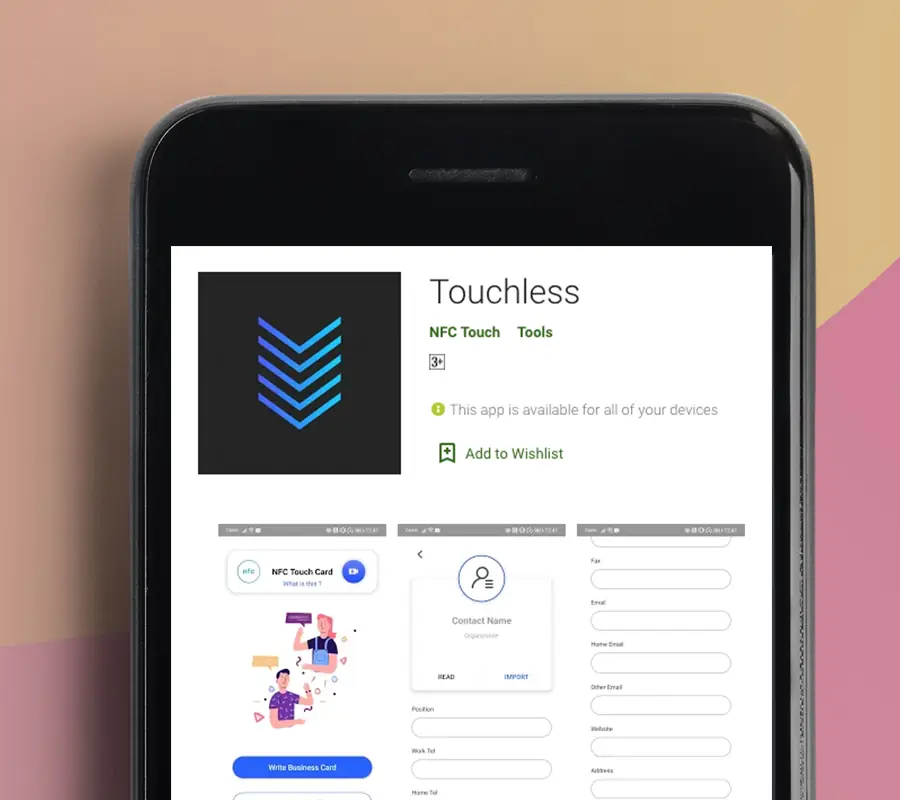 Touchless
NFC Touch Tools
3+
This app is available for all of your devices
Add to Wishlist
nfc
NFC Touch Card
What is this ?
Write Business Card
Contact Name
Organization
READ
IMPORT
Position
Work Tel
Home Tel
Fax
Email
Home Email
Other Email
Website
Address